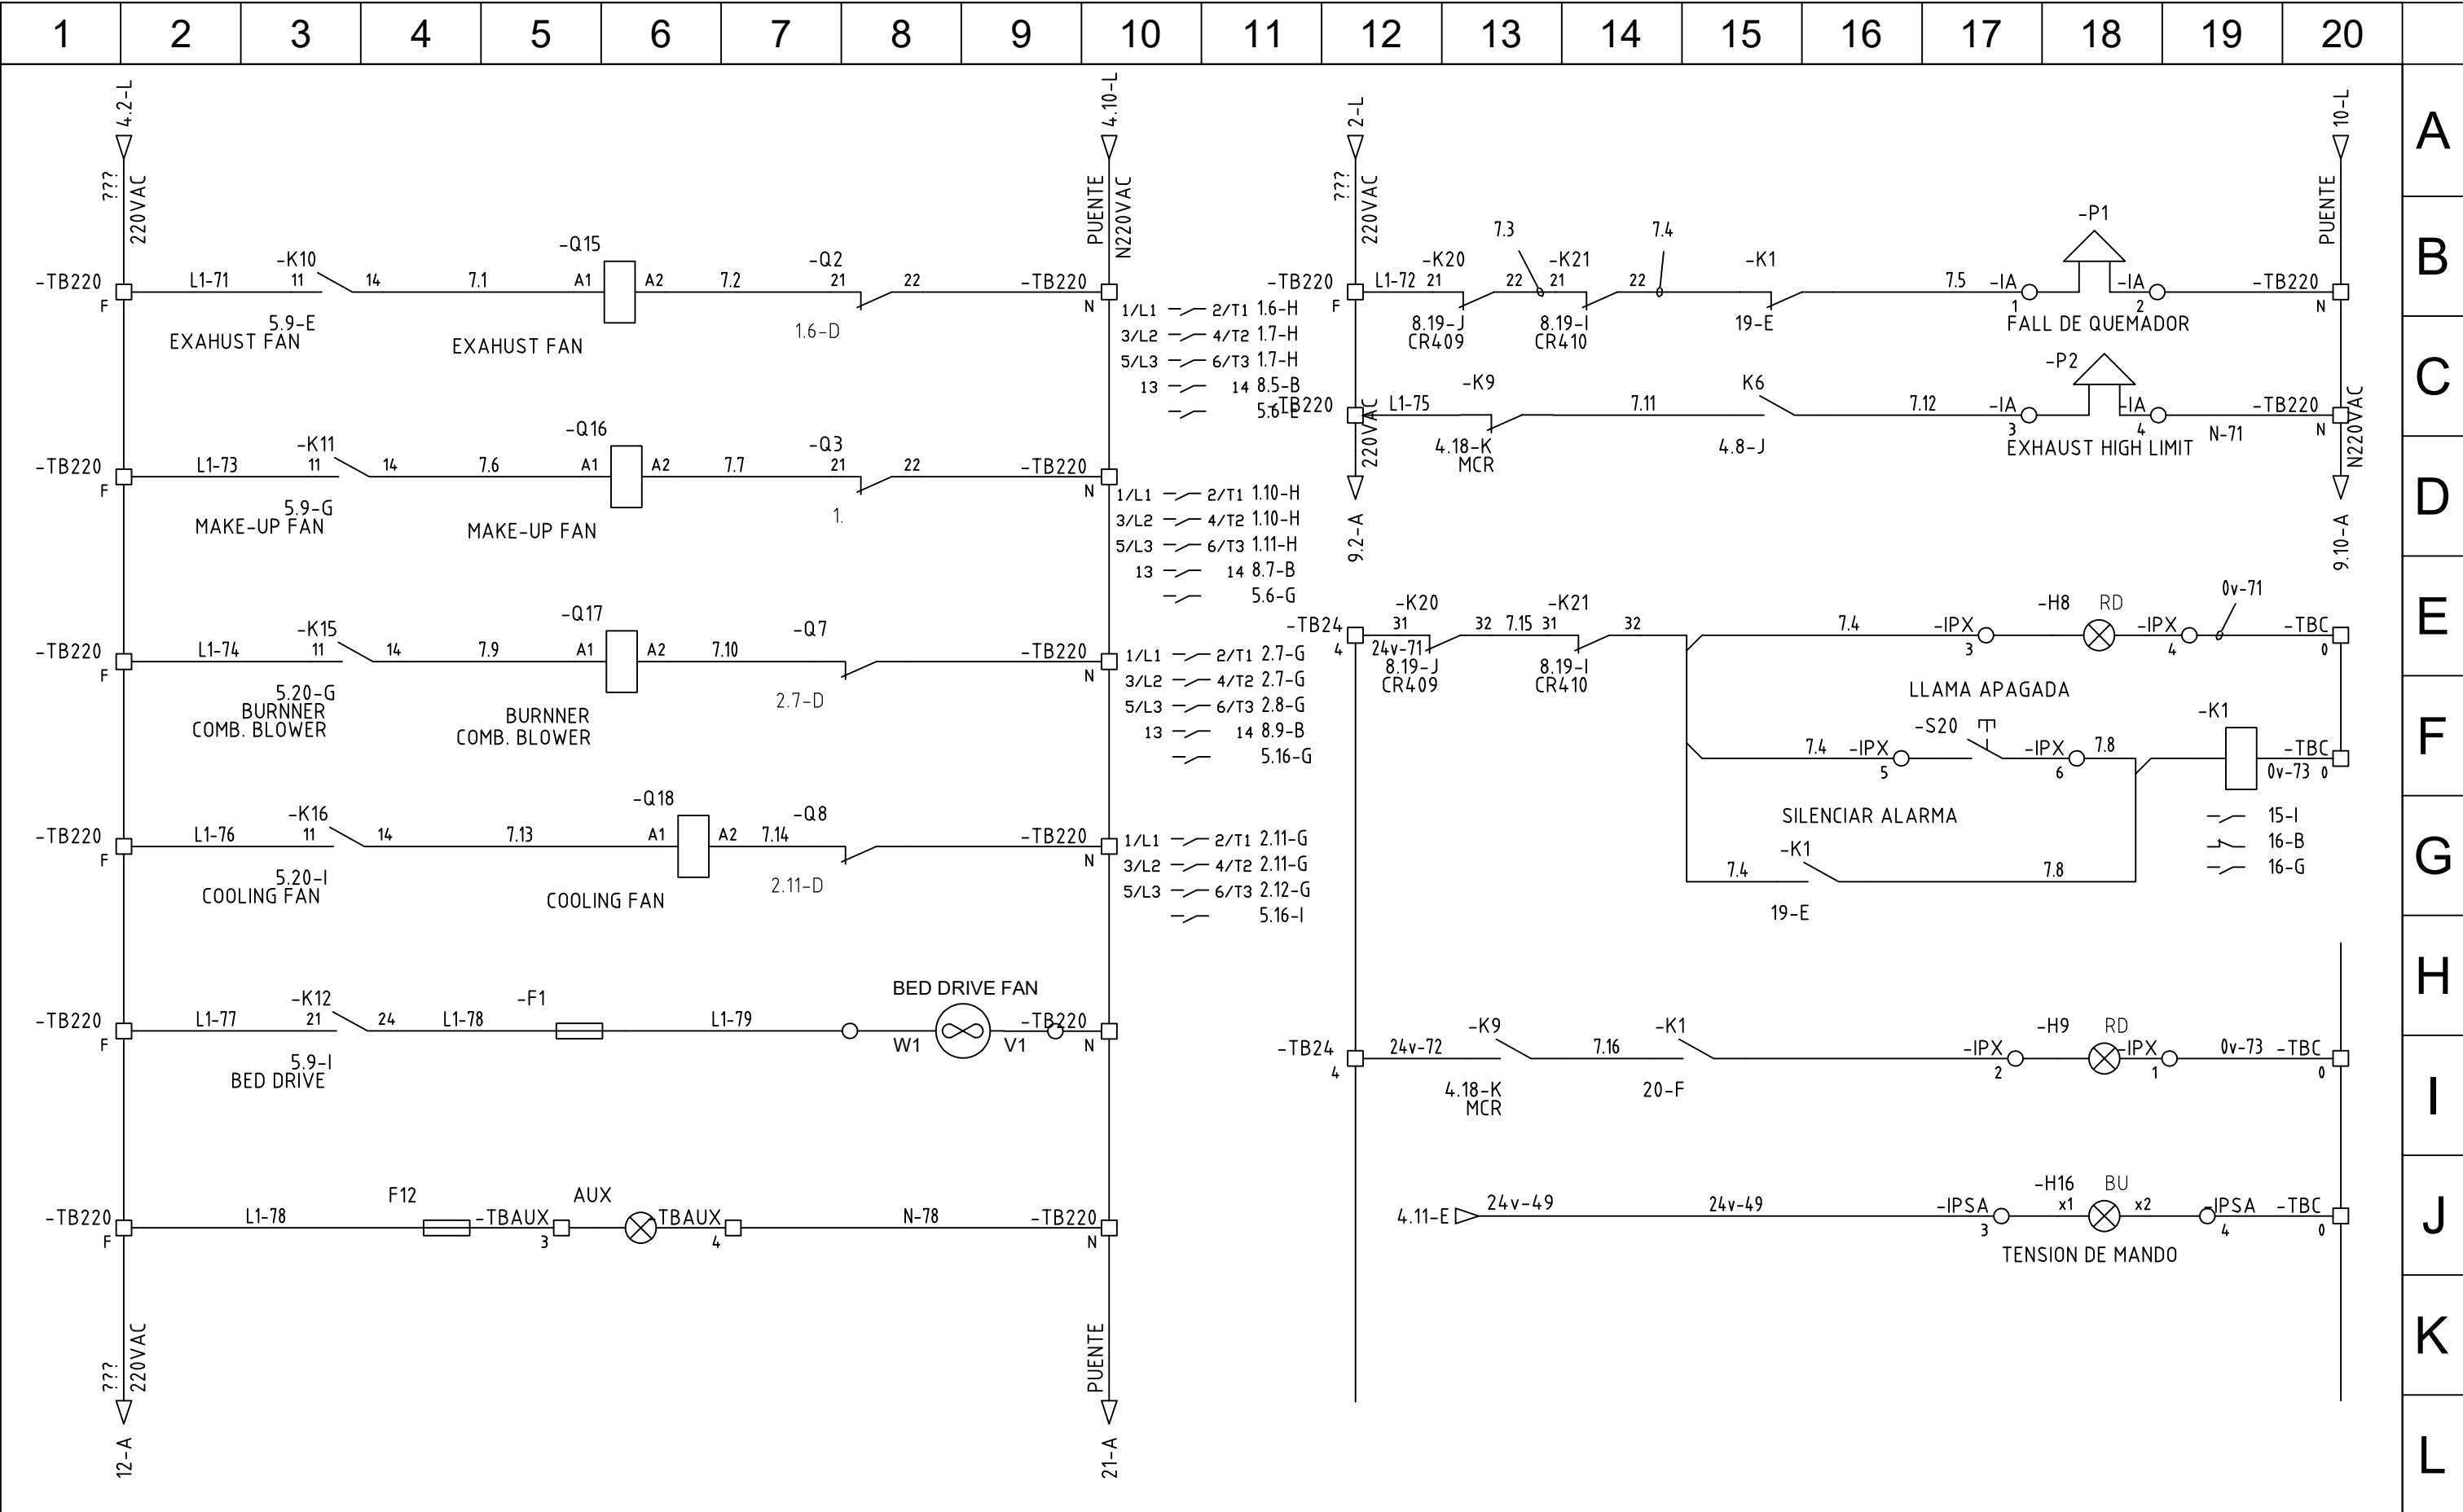 1 2 3 4 5 6 7 8 9 10 11 12 13 14 15 16 17 18 19 20
A
B
C
D
E
F
G
H
I
J
K
L
4.2-L
???
220VAC
4.10-L
PUENTE
N220VAC
-TB220 F L1-71 -K10 11 14 7.1 -Q15 A1 A2 7.2 -Q2 21 22 -TB220 N
5.9-E
EXAHUST FAN
EXAHUST FAN
1.6-D
1/L1 2/T1 1.6-H
3/L2 4/T2 1.7-H
5/L3 6/T3 1.7-H
13 14 8.5-B
5.6-E
-TB220 F L1-73 -K11 11 14 7.6 -Q16 A1 A2 7.7 -Q3 21 22 -TB220 N
5.9-G
MAKE-UP FAN
MAKE-UP FAN
1.
1/L1 2/T1 1.10-H
3/L2 4/T2 1.10-H
5/L3 6/T3 1.11-H
13 14 8.7-B
5.6-G
-TB220 F L1-74 -K15 11 14 7.9 -Q17 A1 A2 7.10 -Q7 -TB220 N
5.20-G
BURNNER
COMB. BLOWER
BURNNER
COMB. BLOWER
2.7-D
1/L1 2/T1 2.7-G
3/L2 4/T2 2.7-G
5/L3 6/T3 2.8-G
13 14 8.9-B
5.16-G
-TB220 F L1-76 -K16 11 14 7.13 -Q18 A1 A2 7.14 -Q8 -TB220 N
5.20-I
COOLING FAN
COOLING FAN
2.11-D
1/L1 2/T1 2.11-G
3/L2 4/T2 2.11-G
5/L3 6/T3 2.12-G
5.16-I
BED DRIVE FAN
-TB220 F L1-77 -K12 21 24 L1-78 -F1 L1-79 W1 V1 -TB220 N
5.9-I
BED DRIVE
-TB220 F L1-78 F12 -TBAUX 3 AUX TBAUX 4 N-78 -TB220 N
???
220VAC
12-A
PUENTE
21-A
2-L
???
220VAC
10-L
PUENTE
-TB220 F L1-72 -K20 21 22 7.3 -K21 21 22 7.4 -K1 7.5 -IA 1 -P1 -IA 2 -TB220 N
8.19-J
CR409
8.19-I
CR410
19-E
FALL DE QUEMADOR
TB220 L1-75 -K9 7.11 K6 7.12 -IA 3 -P2 -IA 4 N-71 -TB220 N
4.18-K
MCR
4.8-J
EXHAUST HIGH LIMIT
220VAC
9.2-A
N220VAC
9.10-A
-TB24 4 24v-71 -K20 31 32 7.15 -K21 31 32 7.4 -IPX 3 -H8 RD -IPX 4 0v-71 -TBC 0
8.19-J
CR409
8.19-I
CR410
LLAMA APAGADA
7.4 -IPX 5 -S20 -IPX 6 7.8 -K1 -TBC 0v-73 0
SILENCIAR ALARMA
15-I
16-B
16-G
7.4 -K1 7.8
19-E
-TB24 4 24v-72 -K9 7.16 -K1 -IPX 2 -H9 RD -IPX 1 0v-73 -TBC 0
4.18-K
MCR
20-F
4.11-E 24v-49 24v-49 -IPSA 3 -H16 BU x1 x2 -IPSA 4 -TBC 0
TENSION DE MANDO